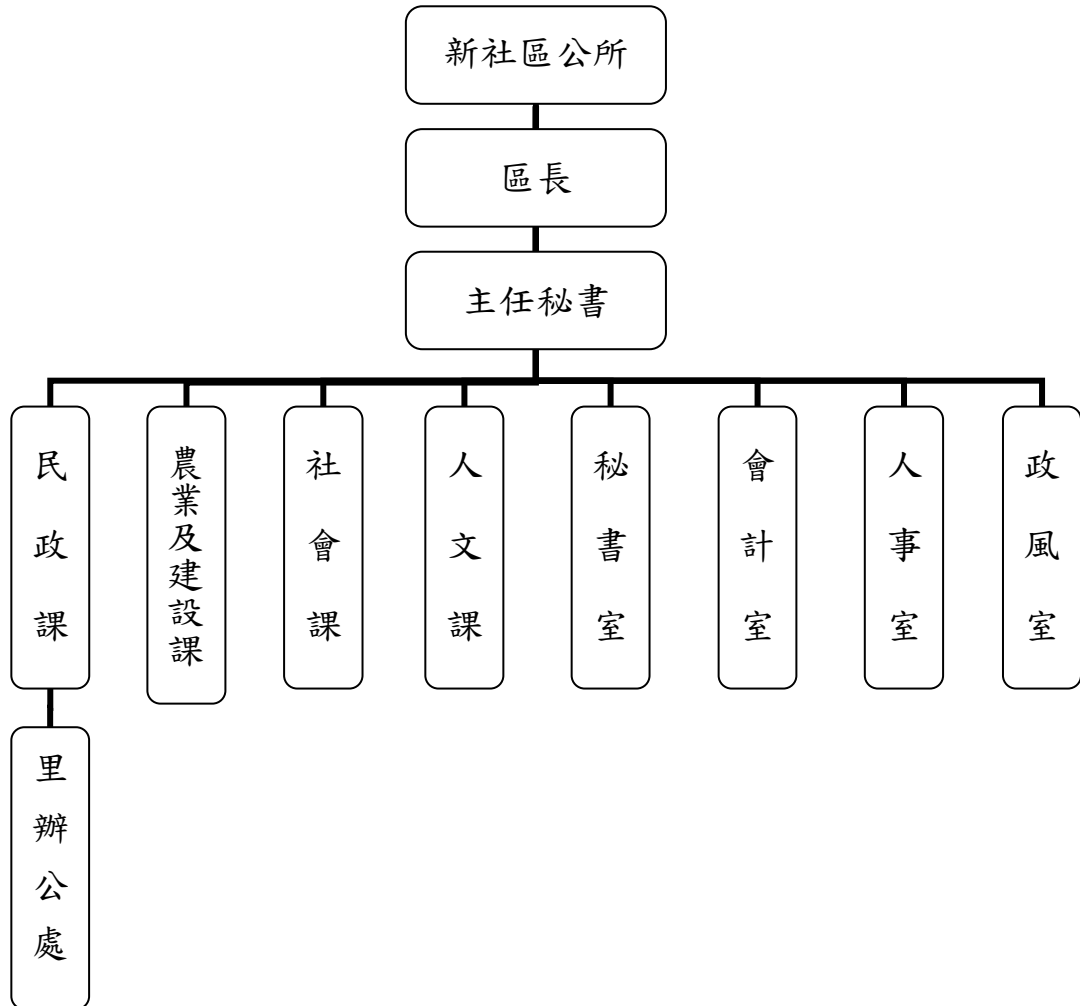 新社區公所
區長
主任秘書
民政課
農業及建設課
社會課
人文課
秘書室
會計室
人事室
政風室
里辦公處